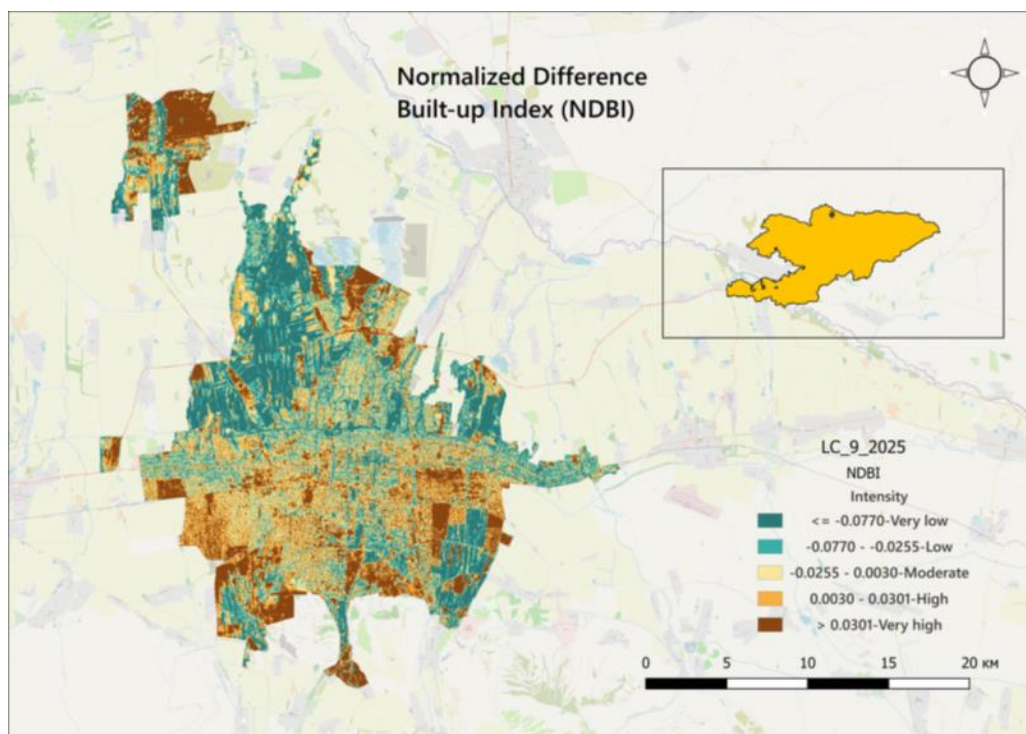 Normalized Difference
Built-up Index (NDBI)
LC_9_2025
NDBI
Intensity
<= -0.0770-Very low
-0.0770 - -0.0255-Low
-0.0255 - 0.0030-Moderate
0.0030 - 0.0301-High
> 0.0301-Very high
0 5 10 15 20 км